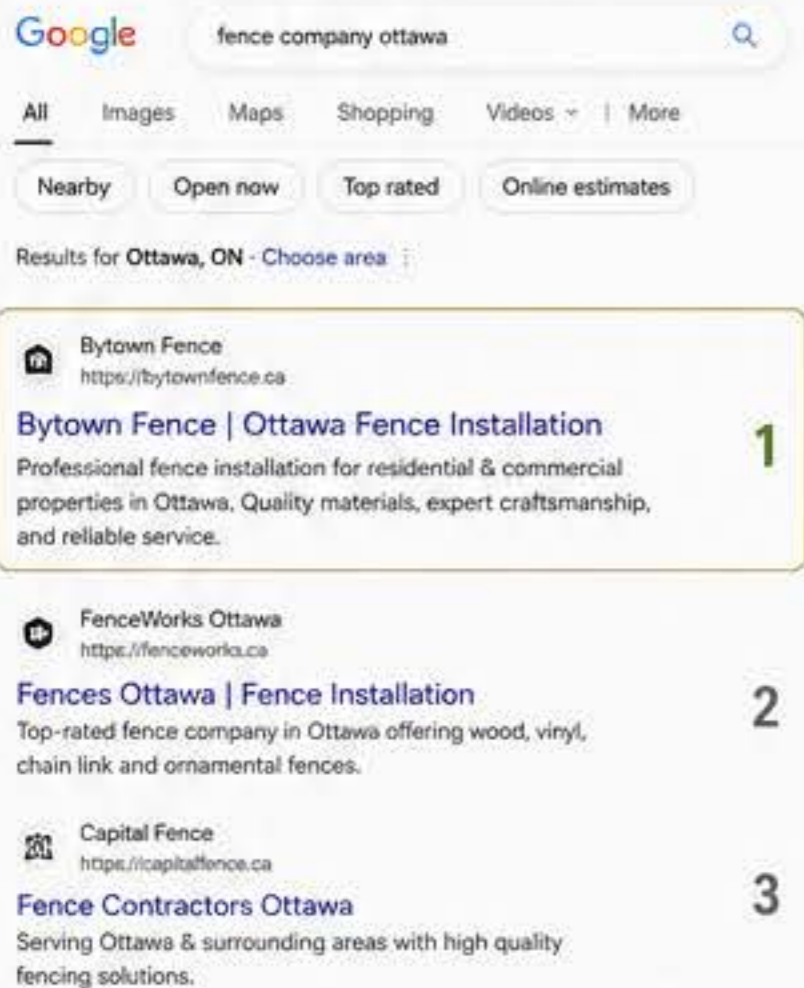 Google
fence company ottawa
All Images Maps Shopping Videos | More
Nearby Open now Top rated Online estimates
Results for Ottawa, ON · Choose area
Bytown Fence
https://bytownfence.ca
Bytown Fence | Ottawa Fence Installation
1
Professional fence installation for residential & commercial
properties in Ottawa. Quality materials, expert craftsmanship,
and reliable service.
FenceWorks Ottawa
https://fenceworks.ca
Fences Ottawa | Fence Installation
2
Top-rated fence company in Ottawa offering wood, vinyl,
chain link and ornamental fences.
Capital Fence
https://capitalfence.ca
Fence Contractors Ottawa
3
Serving Ottawa & surrounding areas with high quality
fencing solutions.